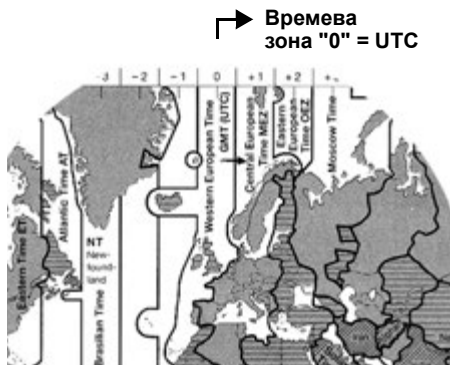 Времева
зона "0" = UTC
-3
-2
-1
0
+1
+2
Eastern Time ET
Atlantic Time AT
NT
New-
found-
land
Brasilian Time
Western European Time
GMT (UTC)
Central European
Time MEZ
Eastern
European
Time OEZ
Moscow Time
Iran